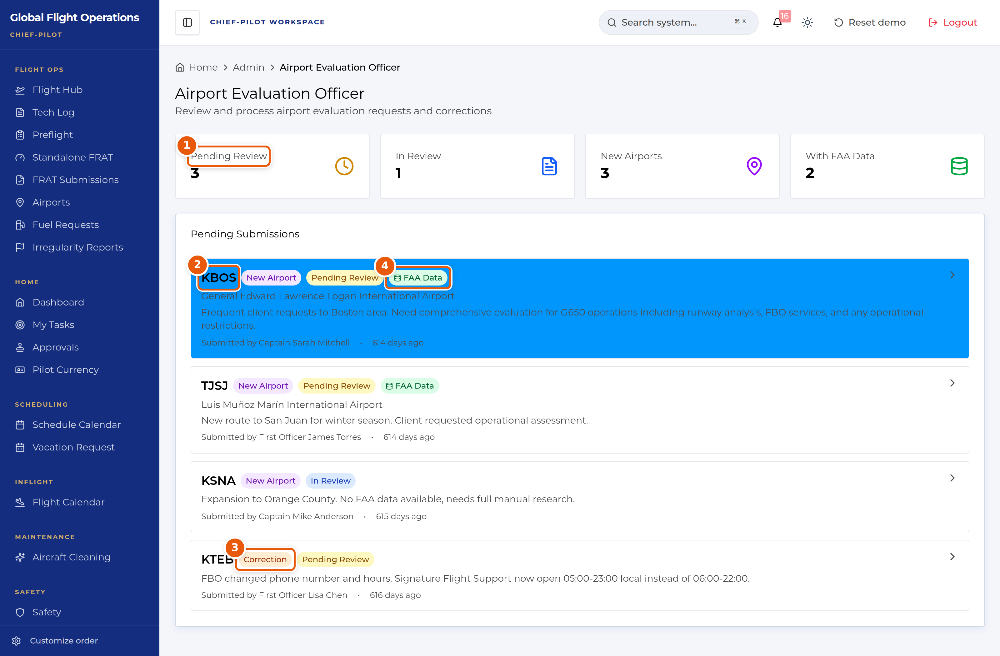 Global Flight Operations
CHIEF-PILOT
FLIGHT OPS
Flight Hub
Tech Log
Preflight
Standalone FRAT
FRAT Submissions
Airports
Fuel Requests
Irregularity Reports
HOME
Dashboard
My Tasks
Approvals
Pilot Currency
SCHEDULING
Schedule Calendar
Vacation Request
INFLIGHT
Flight Calendar
MAINTENANCE
Aircraft Cleaning
SAFETY
Safety
Customize order
CHIEF-PILOT WORKSPACE
Search system... ⌘ K
16
Reset demo
Logout
Home > Admin > Airport Evaluation Officer
Airport Evaluation Officer
Review and process airport evaluation requests and corrections
1
Pending Review
3
In Review
1
New Airports
3
With FAA Data
2
Pending Submissions
2 4
KBOS New Airport Pending Review FAA Data
General Edward Lawrence Logan International Airport
Frequent client requests to Boston area. Need comprehensive evaluation for G650 operations including runway analysis, FBO services, and any operational
restrictions.
Submitted by Captain Sarah Mitchell • 614 days ago
TJSJ New Airport Pending Review FAA Data
Luis Muñoz Marín International Airport
New route to San Juan for winter season. Client requested operational assessment.
Submitted by First Officer James Torres • 614 days ago
KSNA New Airport In Review
Expansion to Orange County. No FAA data available, needs full manual research.
Submitted by Captain Mike Anderson • 615 days ago
3
KTEB Correction Pending Review
FBO changed phone number and hours. Signature Flight Support now open 05:00-23:00 local instead of 06:00-22:00.
Submitted by First Officer Lisa Chen • 616 days ago